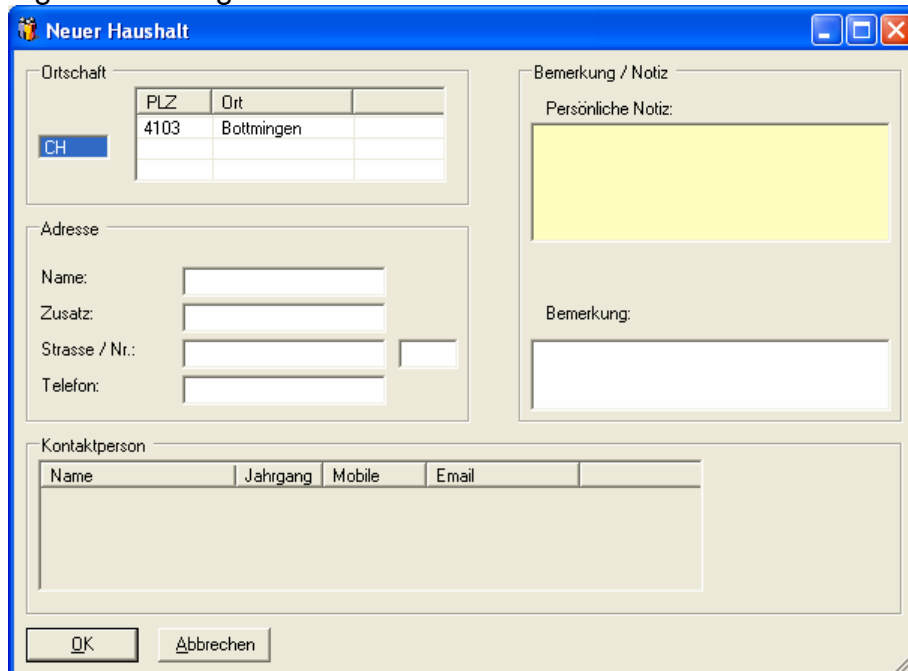 Neuer Haushalt
Ortschaft
PLZ Ort
4103 Bottmingen
CH
Adresse
Name:
Zusatz:
Strasse / Nr.:
Telefon:
Bemerkung / Notiz
Persönliche Notiz:
Bemerkung:
Kontaktperson
Name Jahrgang Mobile Email
OK Abbrechen